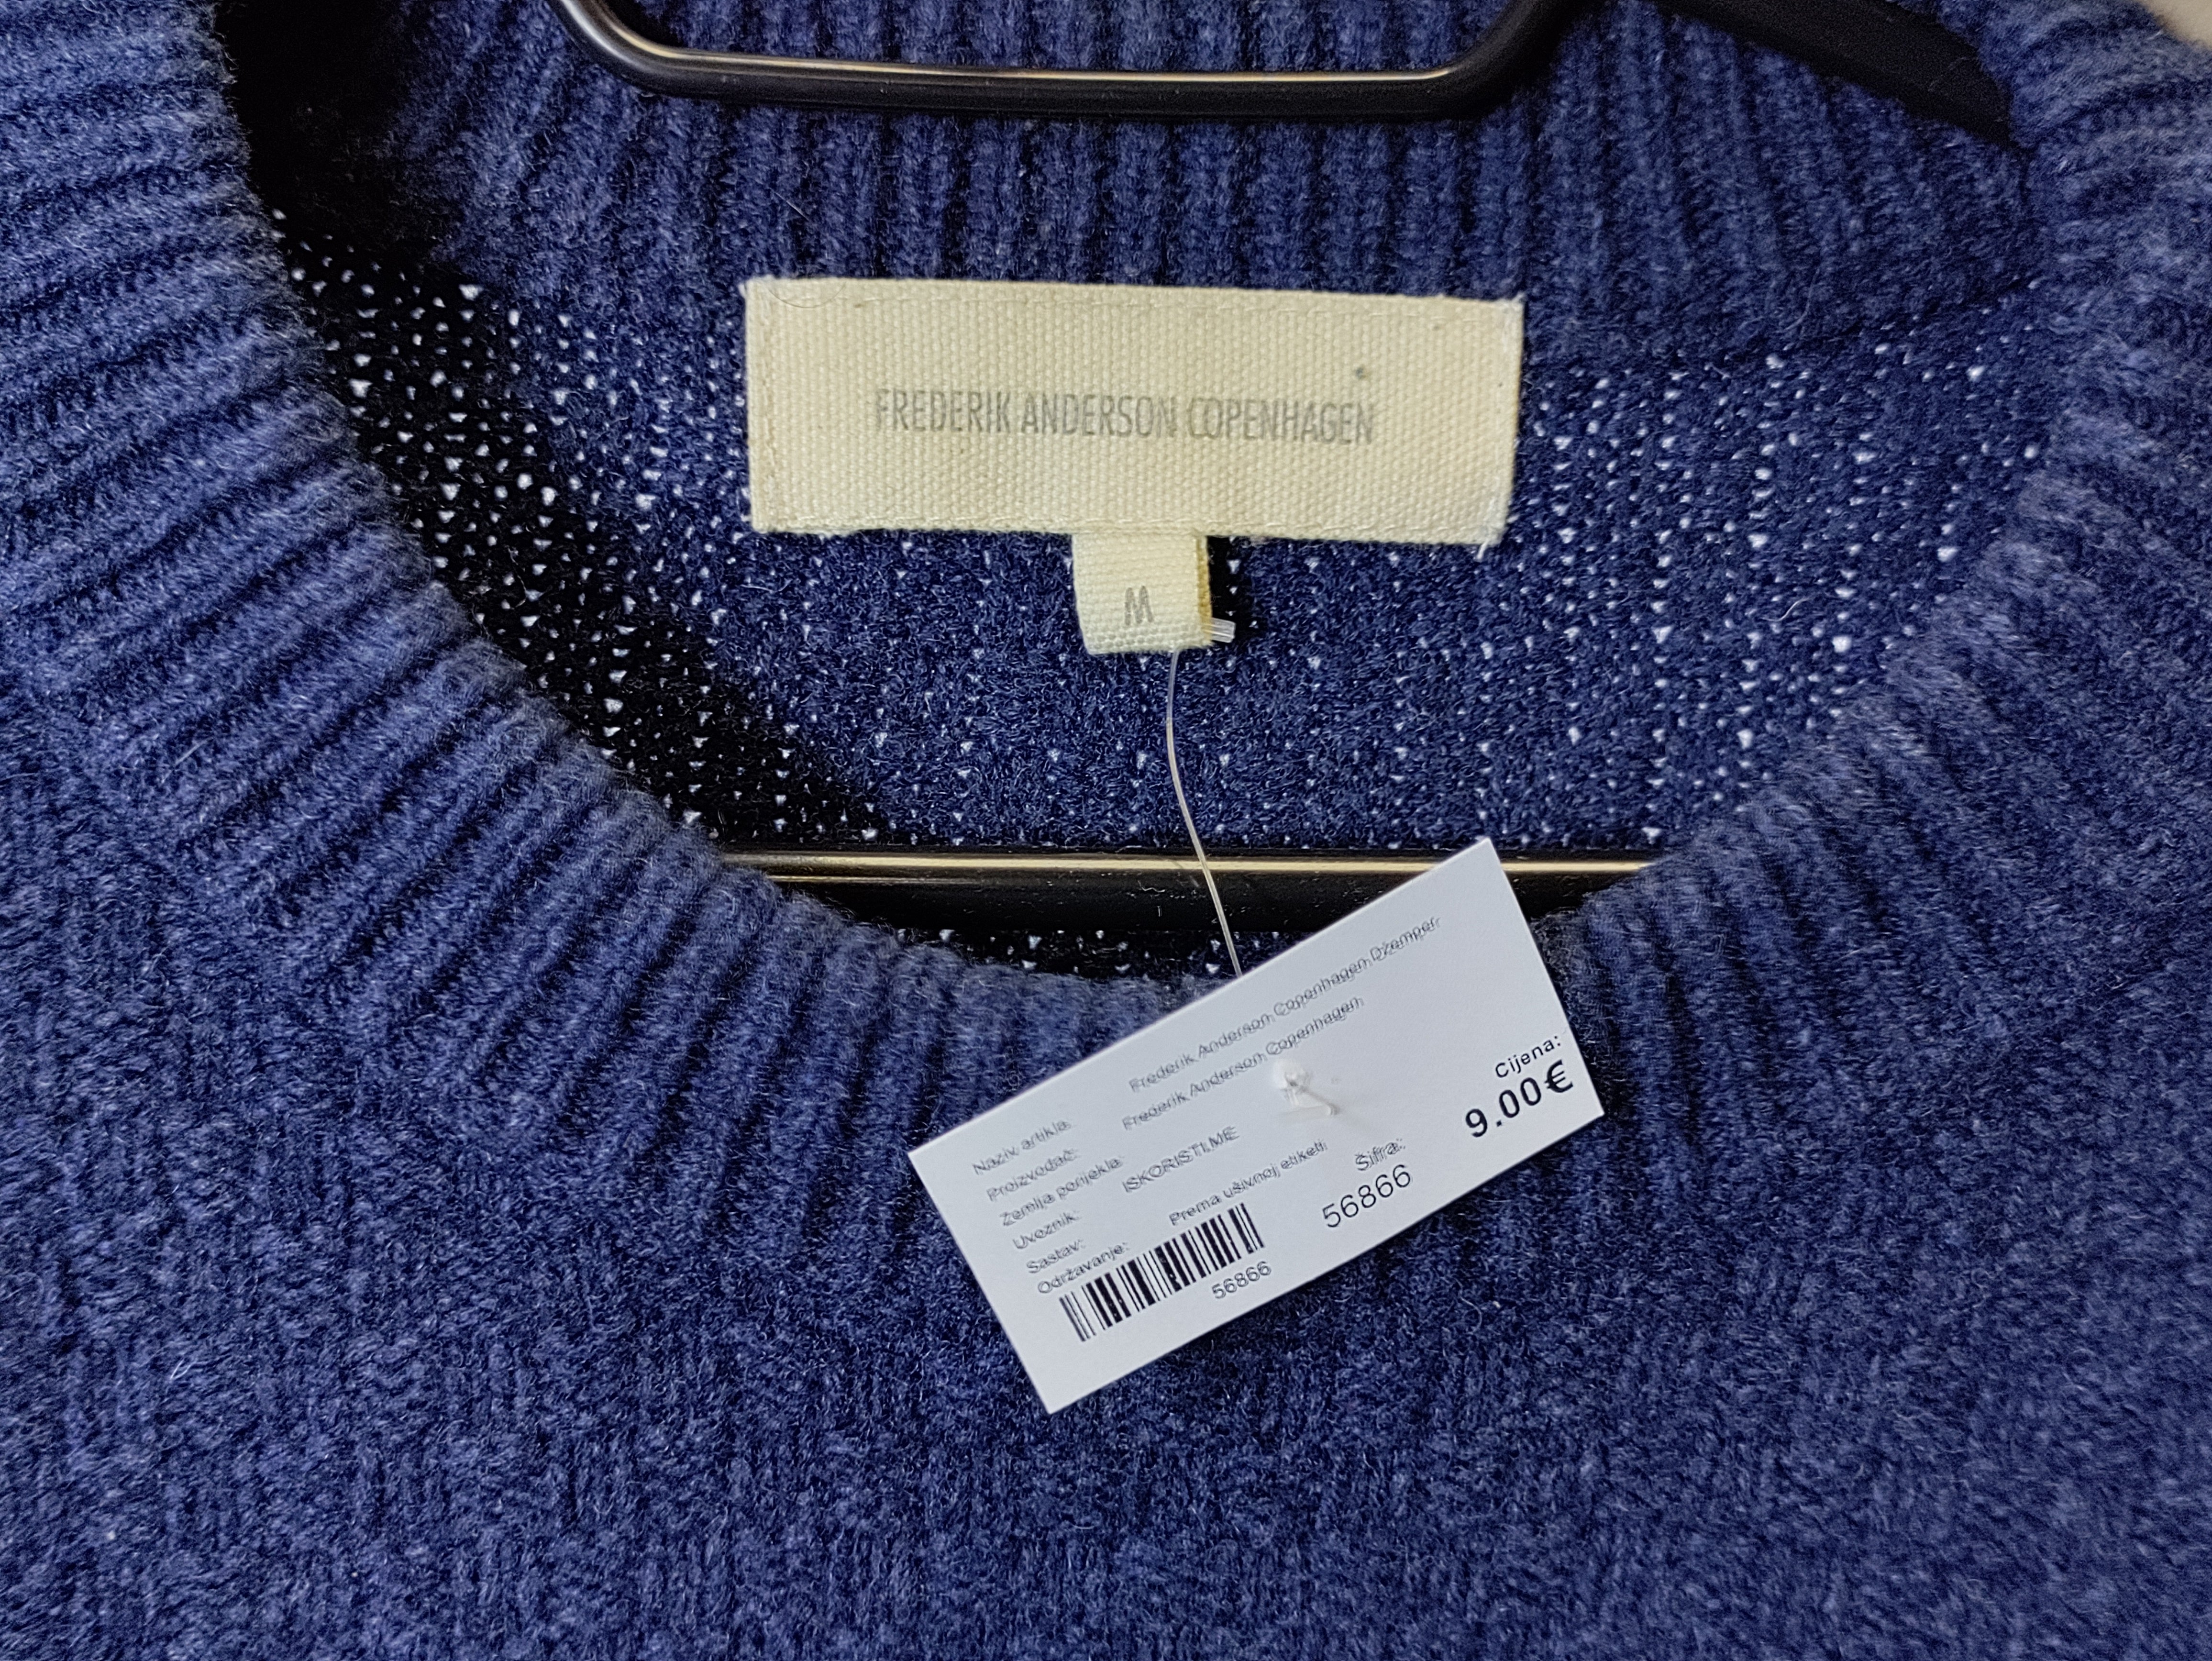 FREDERIK ANDERSON COPENHAGEN
M
Naziv artikla: Frederik Anderson Copenhagen Džemper
Proizvođač: Frederik Anderson Copenhagen
Zemlja porijekla:
Uvoznik: ISKORISTI.ME
Sastav:
Održavanje: Prema ušivnoj etiketi
56866
Šifra:
56866
Cijena:
9.00€